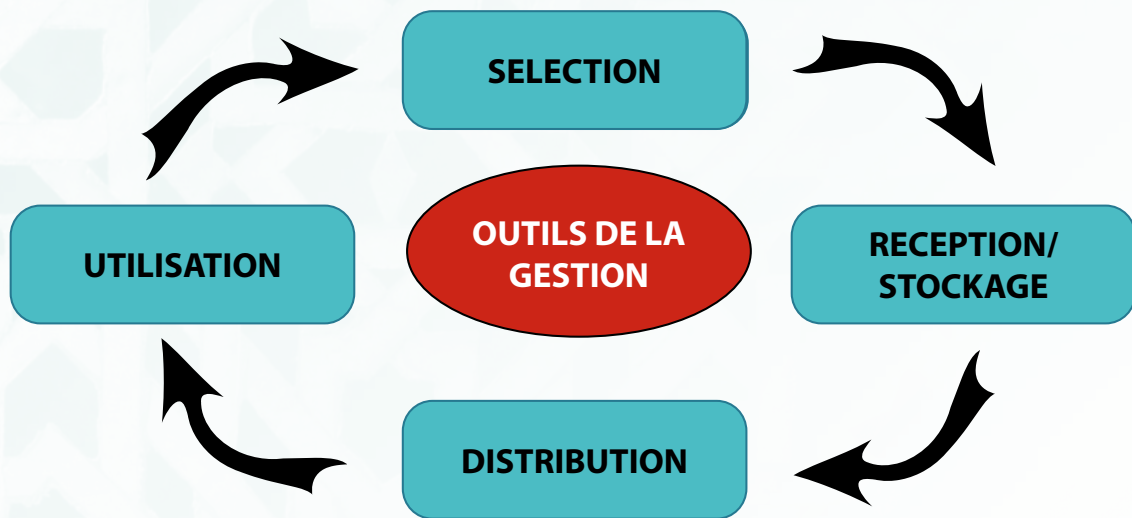 SELECTION
OUTILS DE LA
GESTION
UTILISATION
RECEPTION/
STOCKAGE
DISTRIBUTION